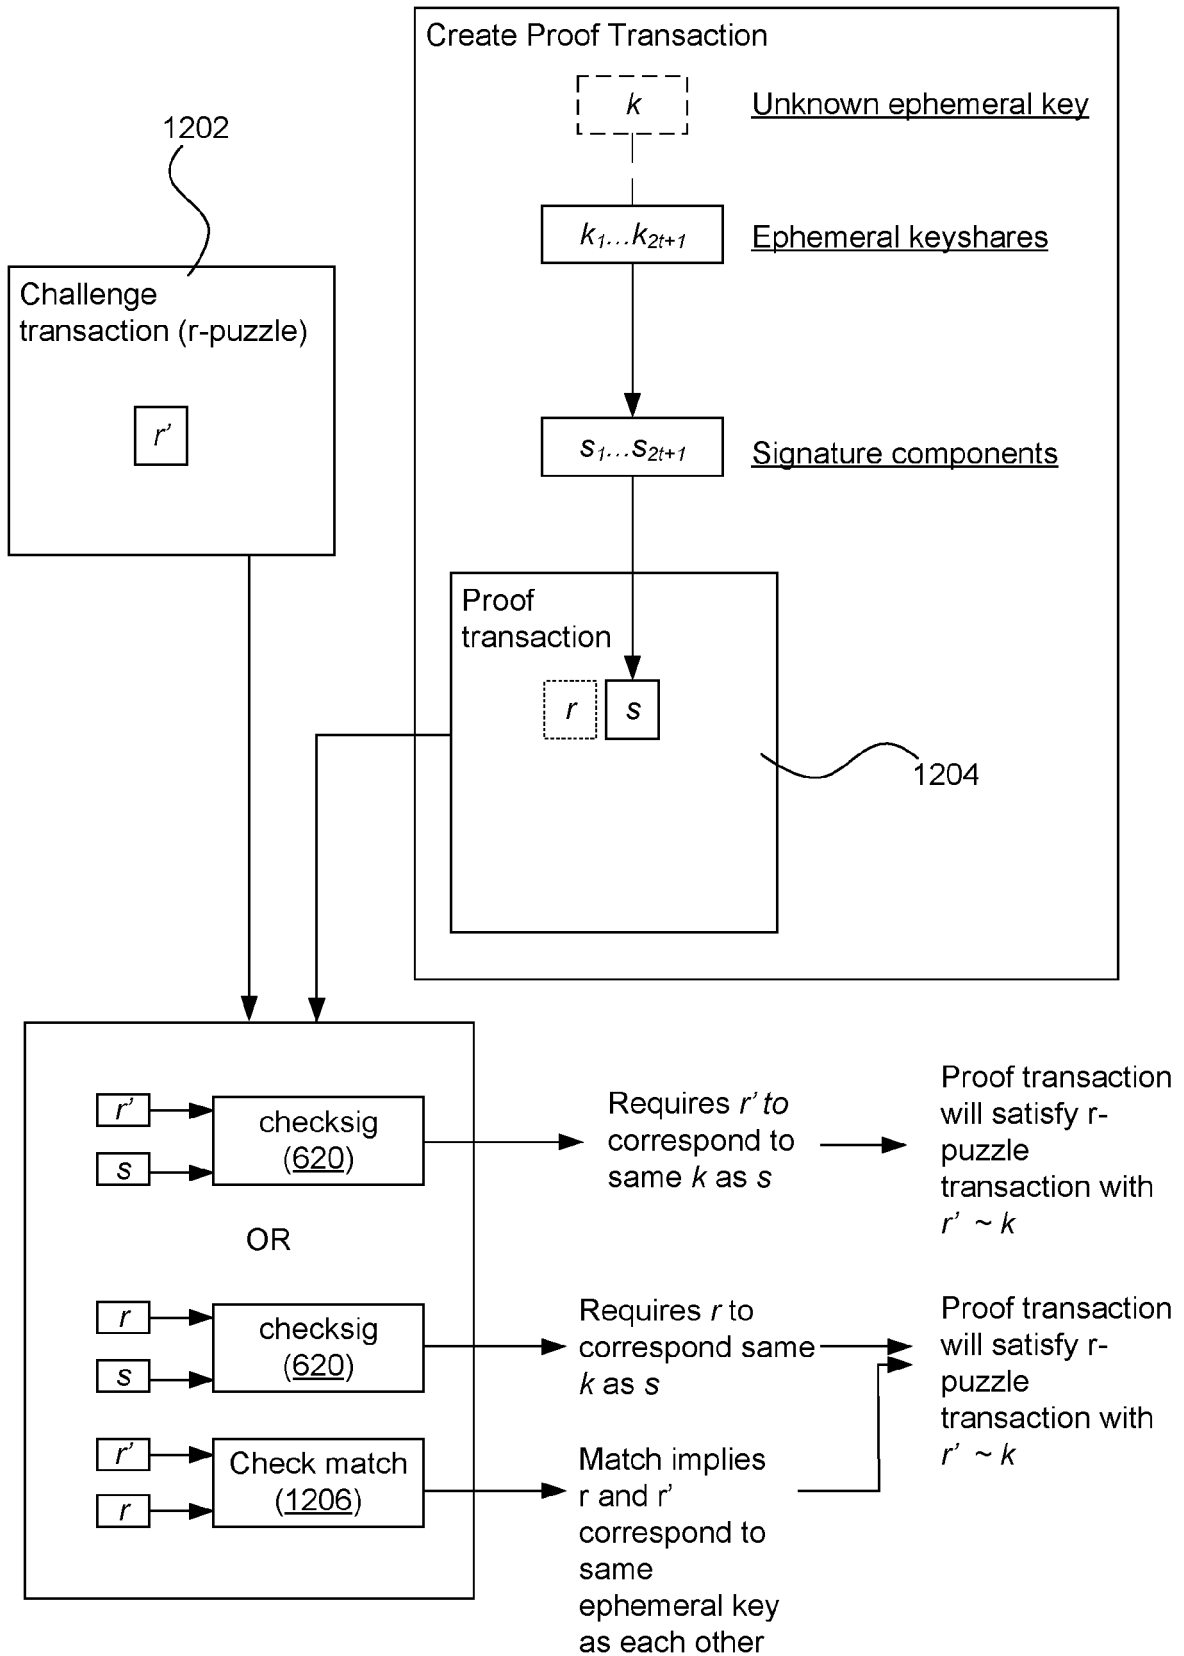 Create Proof Transaction
k
Unknown ephemeral key
1202
k1...k2t+1
Ephemeral keyshares
Challenge
transaction (r-puzzle)
r’
s1...s2t+1
Signature components
Proof
transaction
r
s
1204
r’
s
checksig
(620)
Requires r’ to
correspond to
same k as s
Proof transaction
will satisfy r-
puzzle
transaction with
r’ ~ k
OR
r
s
checksig
(620)
Requires r to
correspond same
k as s
Proof transaction
will satisfy r-
puzzle
transaction with
r’ ~ k
r’
r
Check match
(1206)
Match implies
r and r’
correspond to
same
ephemeral key
as each other